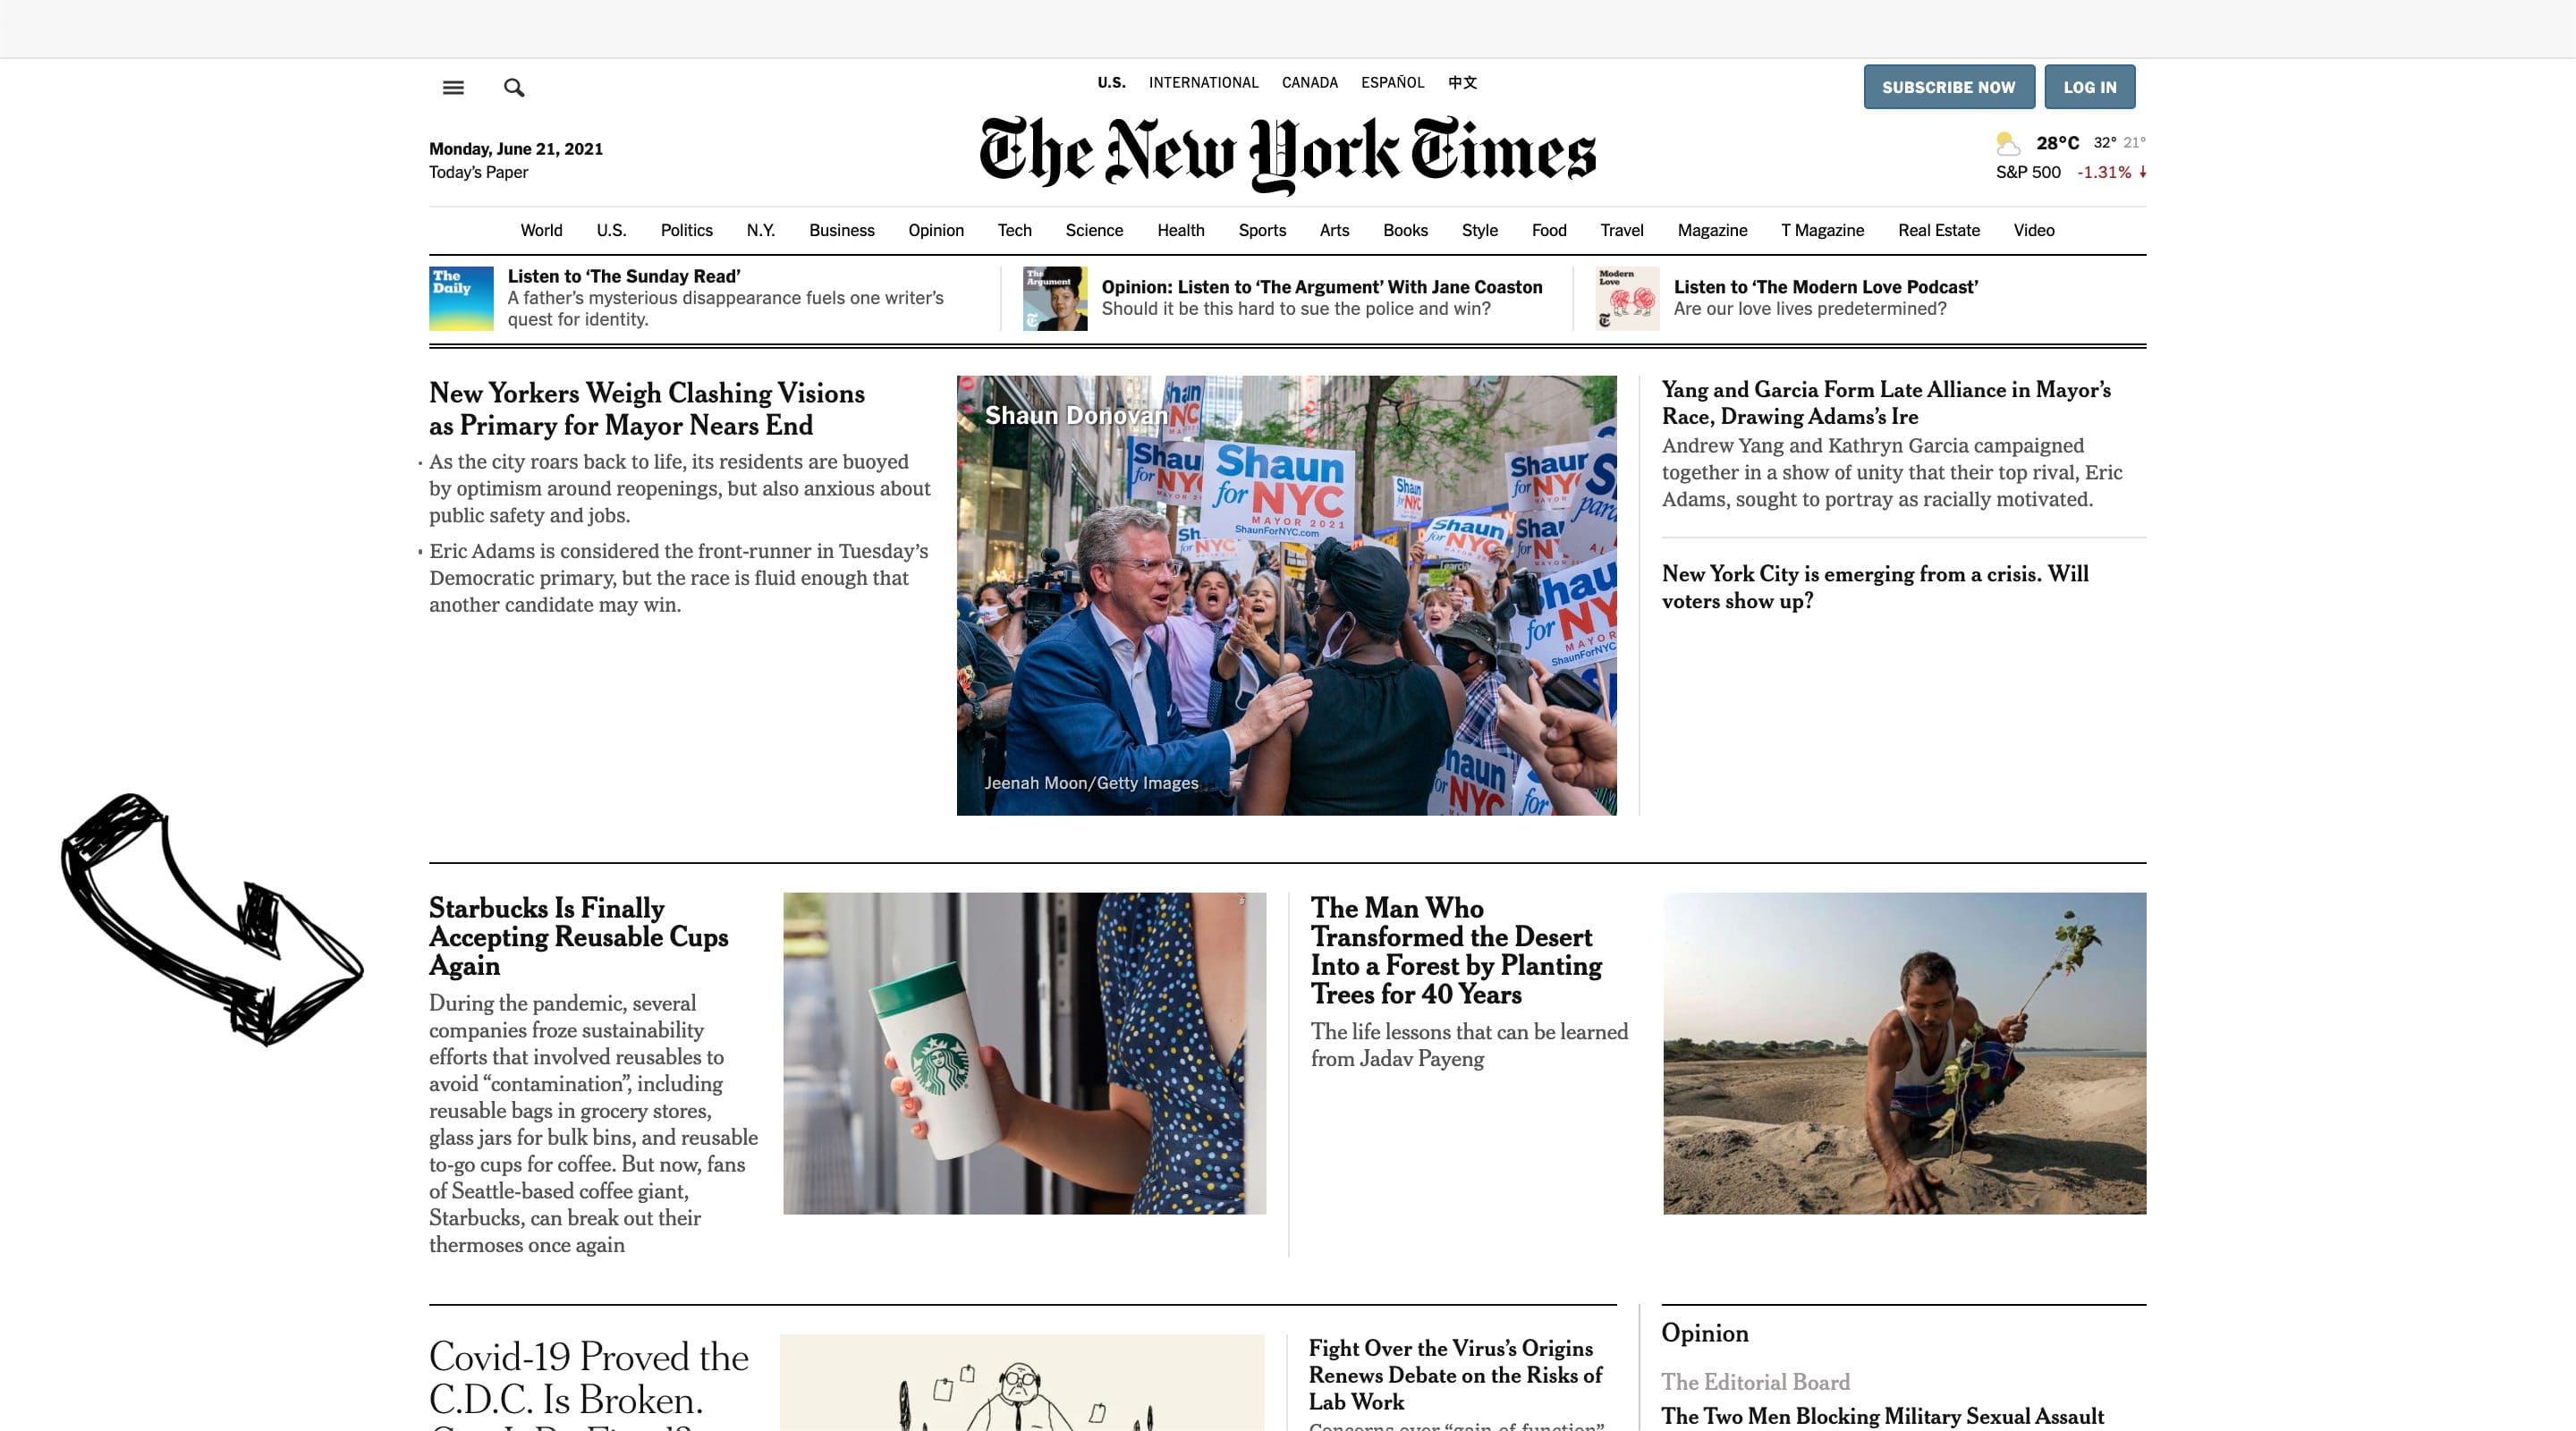 U.S. INTERNATIONAL CANADA ESPAÑOL 中文
SUBSCRIBE NOW
LOG IN
Monday, June 21, 2021
Today's Paper
The New York Times
28°C 32° 21°
S&P 500 -1.31% ↓
World U.S. Politics N.Y. Business Opinion Tech Science Health Sports Arts Books Style Food Travel Magazine T Magazine Real Estate Video
The
Daily
Listen to ‘The Sunday Read’
A father’s mysterious disappearance fuels one writer’s
quest for identity.
The
Argument
Opinion: Listen to ‘The Argument’ With Jane Coaston
Should it be this hard to sue the police and win?
Modern
Love
Listen to ‘The Modern Love Podcast’
Are our love lives predetermined?
New Yorkers Weigh Clashing Visions
as Primary for Mayor Nears End
· As the city roars back to life, its residents are buoyed
by optimism around reopenings, but also anxious about
public safety and jobs.
· Eric Adams is considered the front-runner in Tuesday’s
Democratic primary, but the race is fluid enough that
another candidate may win.
Shaun Donovan
Shaun
for NYC
MAYOR 2021
ShaunForNYC.com
Shaun
for NYC
Jeenah Moon/Getty Images
Yang and Garcia Form Late Alliance in Mayor’s
Race, Drawing Adams’s Ire
Andrew Yang and Kathryn Garcia campaigned
together in a show of unity that their top rival, Eric
Adams, sought to portray as racially motivated.
New York City is emerging from a crisis. Will
voters show up?
Starbucks Is Finally
Accepting Reusable Cups
Again
During the pandemic, several
companies froze sustainability
efforts that involved reusables to
avoid “contamination”, including
reusable bags in grocery stores,
glass jars for bulk bins, and reusable
to-go cups for coffee. But now, fans
of Seattle-based coffee giant,
Starbucks, can break out their
thermoses once again
The Man Who
Transformed the Desert
Into a Forest by Planting
Trees for 40 Years
The life lessons that can be learned
from Jadav Payeng
Covid-19 Proved the
C.D.C. Is Broken.
Fight Over the Virus’s Origins
Renews Debate on the Risks of
Lab Work
Concerns over “gain of function”
Opinion
The Editorial Board
The Two Men Blocking Military Sexual Assault